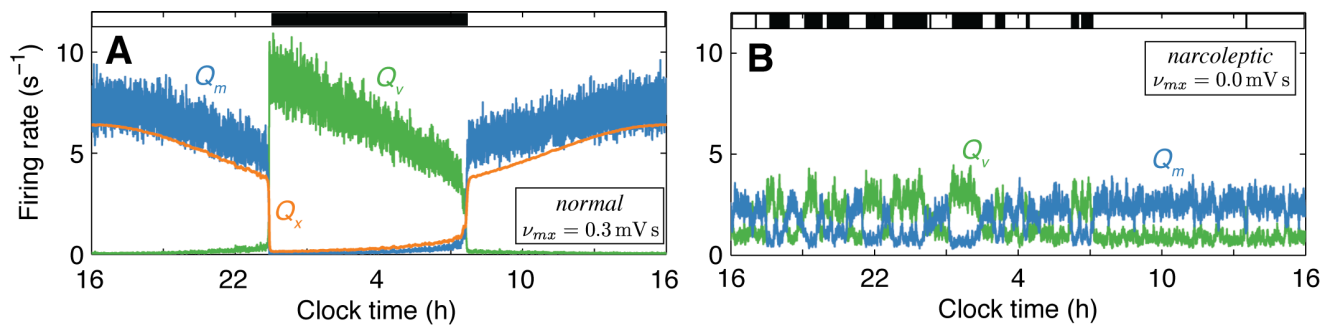 A
Q_m
Q_v
Q_x
normal
ν_mx = 0.3 mV s
Firing rate (s⁻¹)
10
5
0
16
22
4
10
16
Clock time (h)
B
narcoleptic
ν_mx = 0.0 mV s
Q_v
Q_m
10
5
0
16
22
4
10
16
Clock time (h)